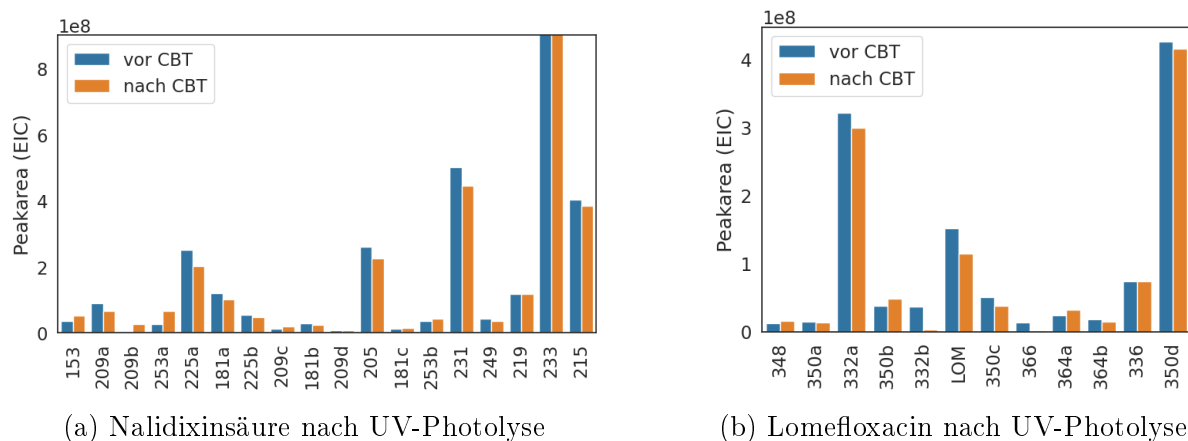 1e8
Peakarea (EIC)
8
6
4
2
0
vor CBT
nach CBT
153
209a
209b
253a
225a
181a
225b
209c
181b
209d
205
181c
253b
231
249
219
233
215
(a) Nalidixinsäure nach UV-Photolyse
1e8
Peakarea (EIC)
4
3
2
1
0
vor CBT
nach CBT
348
350a
332a
350b
332b
LOM
350c
366
364a
364b
336
350d
(b) Lomefloxacin nach UV-Photolyse